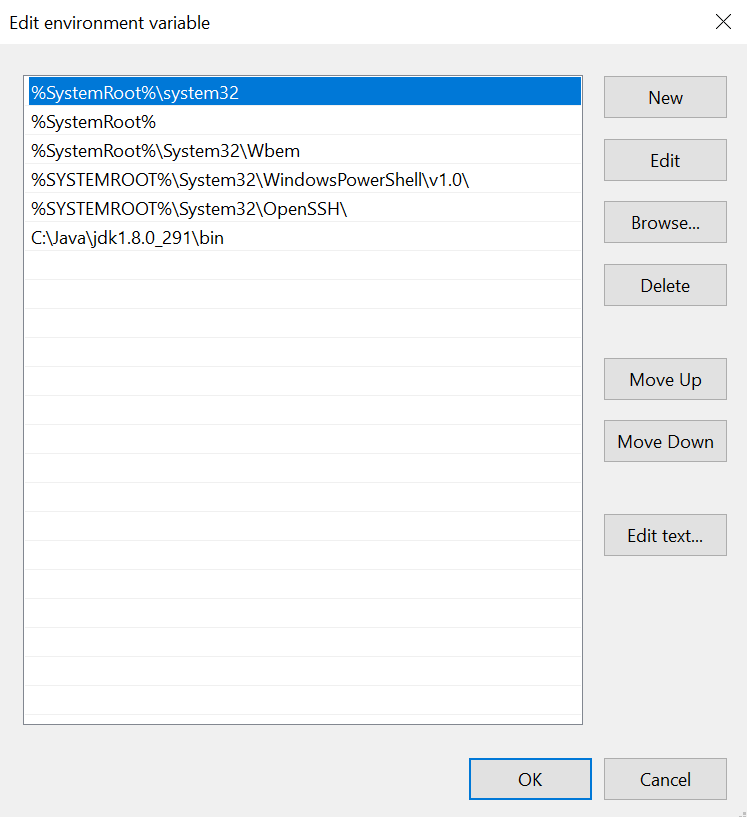 Edit environment variable
%SystemRoot%\system32
%SystemRoot%
%SystemRoot%\System32\Wbem
%SYSTEMROOT%\System32\WindowsPowerShell\v1.0\
%SYSTEMROOT%\System32\OpenSSH\
C:\Java\jdk1.8.0_291\bin
New
Edit
Browse...
Delete
Move Up
Move Down
Edit text...
OK
Cancel